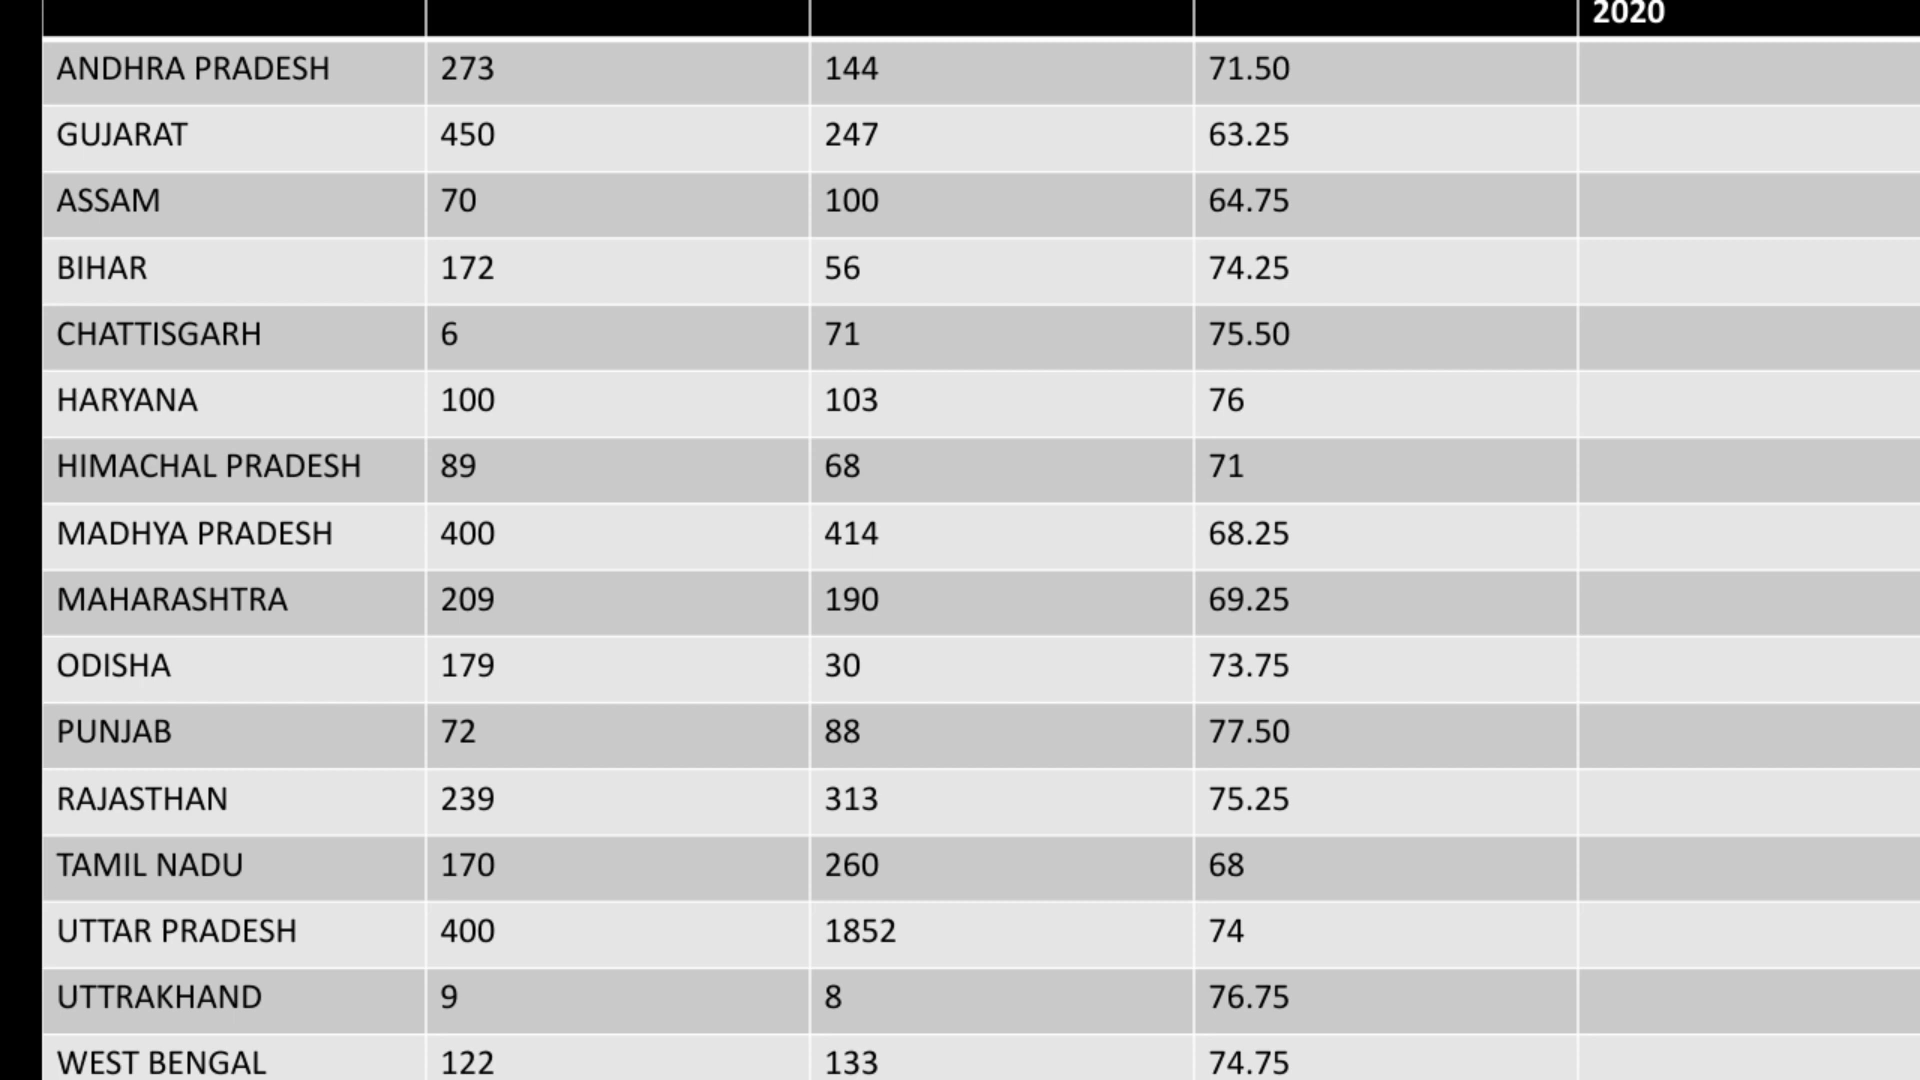 2020
ANDHRA PRADESH 273 144 71.50
GUJARAT 450 247 63.25
ASSAM 70 100 64.75
BIHAR 172 56 74.25
CHATTISGARH 6 71 75.50
HARYANA 100 103 76
HIMACHAL PRADESH 89 68 71
MADHYA PRADESH 400 414 68.25
MAHARASHTRA 209 190 69.25
ODISHA 179 30 73.75
PUNJAB 72 88 77.50
RAJASTHAN 239 313 75.25
TAMIL NADU 170 260 68
UTTAR PRADESH 400 1852 74
UTTRAKHAND 9 8 76.75
WEST BENGAL 122 133 74.75